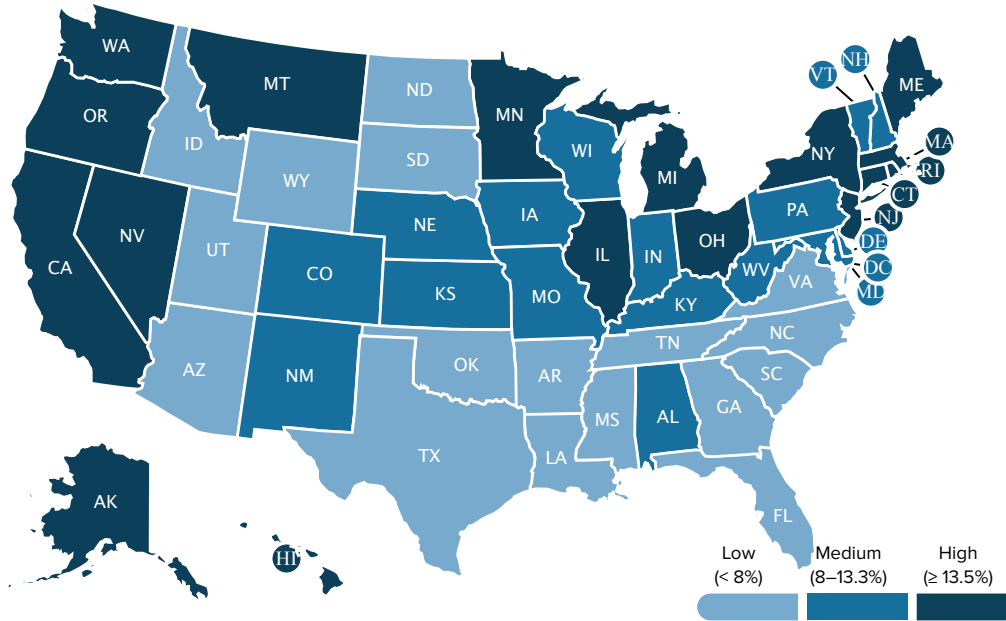 WA
MT
ND
MN
OR
ID
SD
WI
MI
NY
VT
NH
ME
MA
RI
CT
NJ
DE
DC
MD
WY
NE
IA
PA
NV
UT
CO
KS
MO
IL
IN
OH
WV
VA
KY
CA
AZ
NM
OK
AR
TN
NC
SC
TX
LA
MS
AL
GA
FL
AK
HI
Low
(< 8%)
Medium
(8–13.3%)
High
(≥ 13.5%)